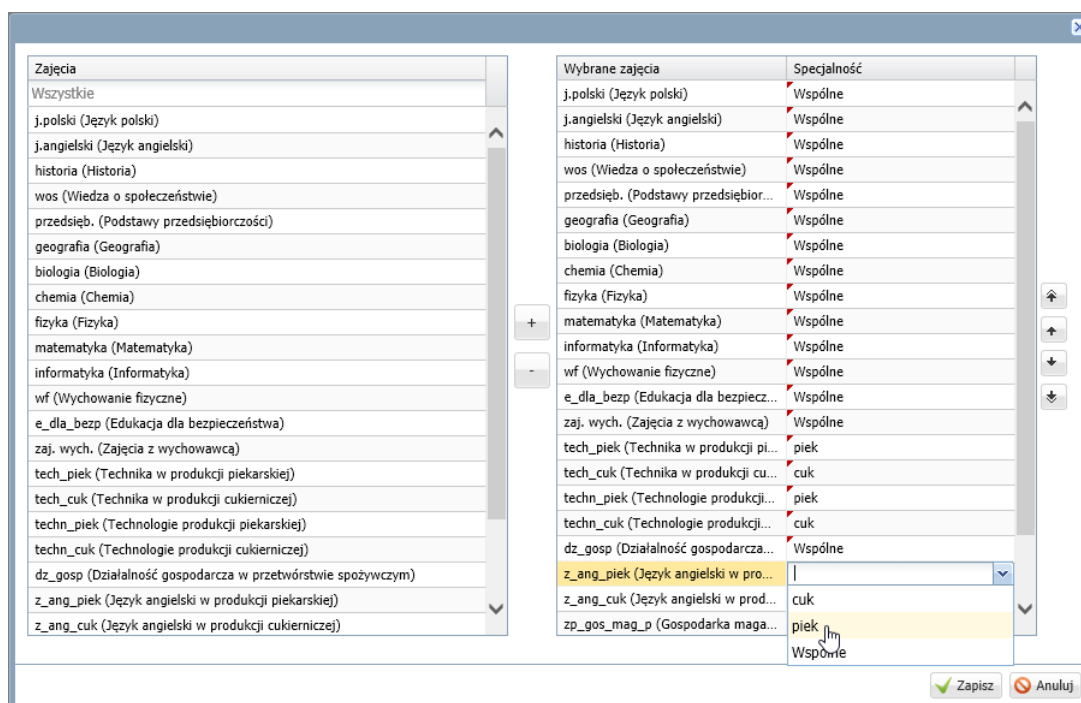 Zajęcia
Wszystkie
j.polski (Język polski)
j.angielski (Język angielski)
historia (Historia)
wos (Wiedza o społeczeństwie)
przedsięb. (Podstawy przedsiębiorczości)
geografia (Geografia)
biologia (Biologia)
chemia (Chemia)
fizyka (Fizyka)
matematyka (Matematyka)
informatyka (Informatyka)
wf (Wychowanie fizyczne)
e_dla_bezp (Edukacja dla bezpieczeństwa)
zaj. wych. (Zajęcia z wychowawcą)
tech_piek (Technika w produkcji piekarskiej)
tech_cuk (Technika w produkcji cukierniczej)
techn_piek (Technologie produkcji piekarskiej)
techn_cuk (Technologie produkcji cukierniczej)
dz_gosp (Działalność gospodarcza w przetwórstwie spożywczym)
z_ang_piek (Język angielski w produkcji piekarskiej)
z_ang_cuk (Język angielski w produkcji cukierniczej)
+
-
Wybrane zajęcia Specjalność
j.polski (Język polski) Wspólne
j.angielski (Język angielski) Wspólne
historia (Historia) Wspólne
wos (Wiedza o społeczeństwie) Wspólne
przedsięb. (Podstawy przedsiębior... Wspólne
geografia (Geografia) Wspólne
biologia (Biologia) Wspólne
chemia (Chemia) Wspólne
fizyka (Fizyka) Wspólne
matematyka (Matematyka) Wspólne
informatyka (Informatyka) Wspólne
wf (Wychowanie fizyczne) Wspólne
e_dla_bezp (Edukacja dla bezpiecz... Wspólne
zaj. wych. (Zajęcia z wychowawcą) Wspólne
tech_piek (Technika w produkcji pi... piek
tech_cuk (Technika w produkcji cu... cuk
techn_piek (Technologie produkcji... piek
techn_cuk (Technologie produkcji... cuk
dz_gosp (Działalność gospodarcza... Wspólne
z_ang_piek (Język angielski w pro...
z_ang_cuk (Język angielski w prod... cuk
zp_gos_mag_p (Gospodarka maga... piek
Wspólne
Zapisz Anuluj